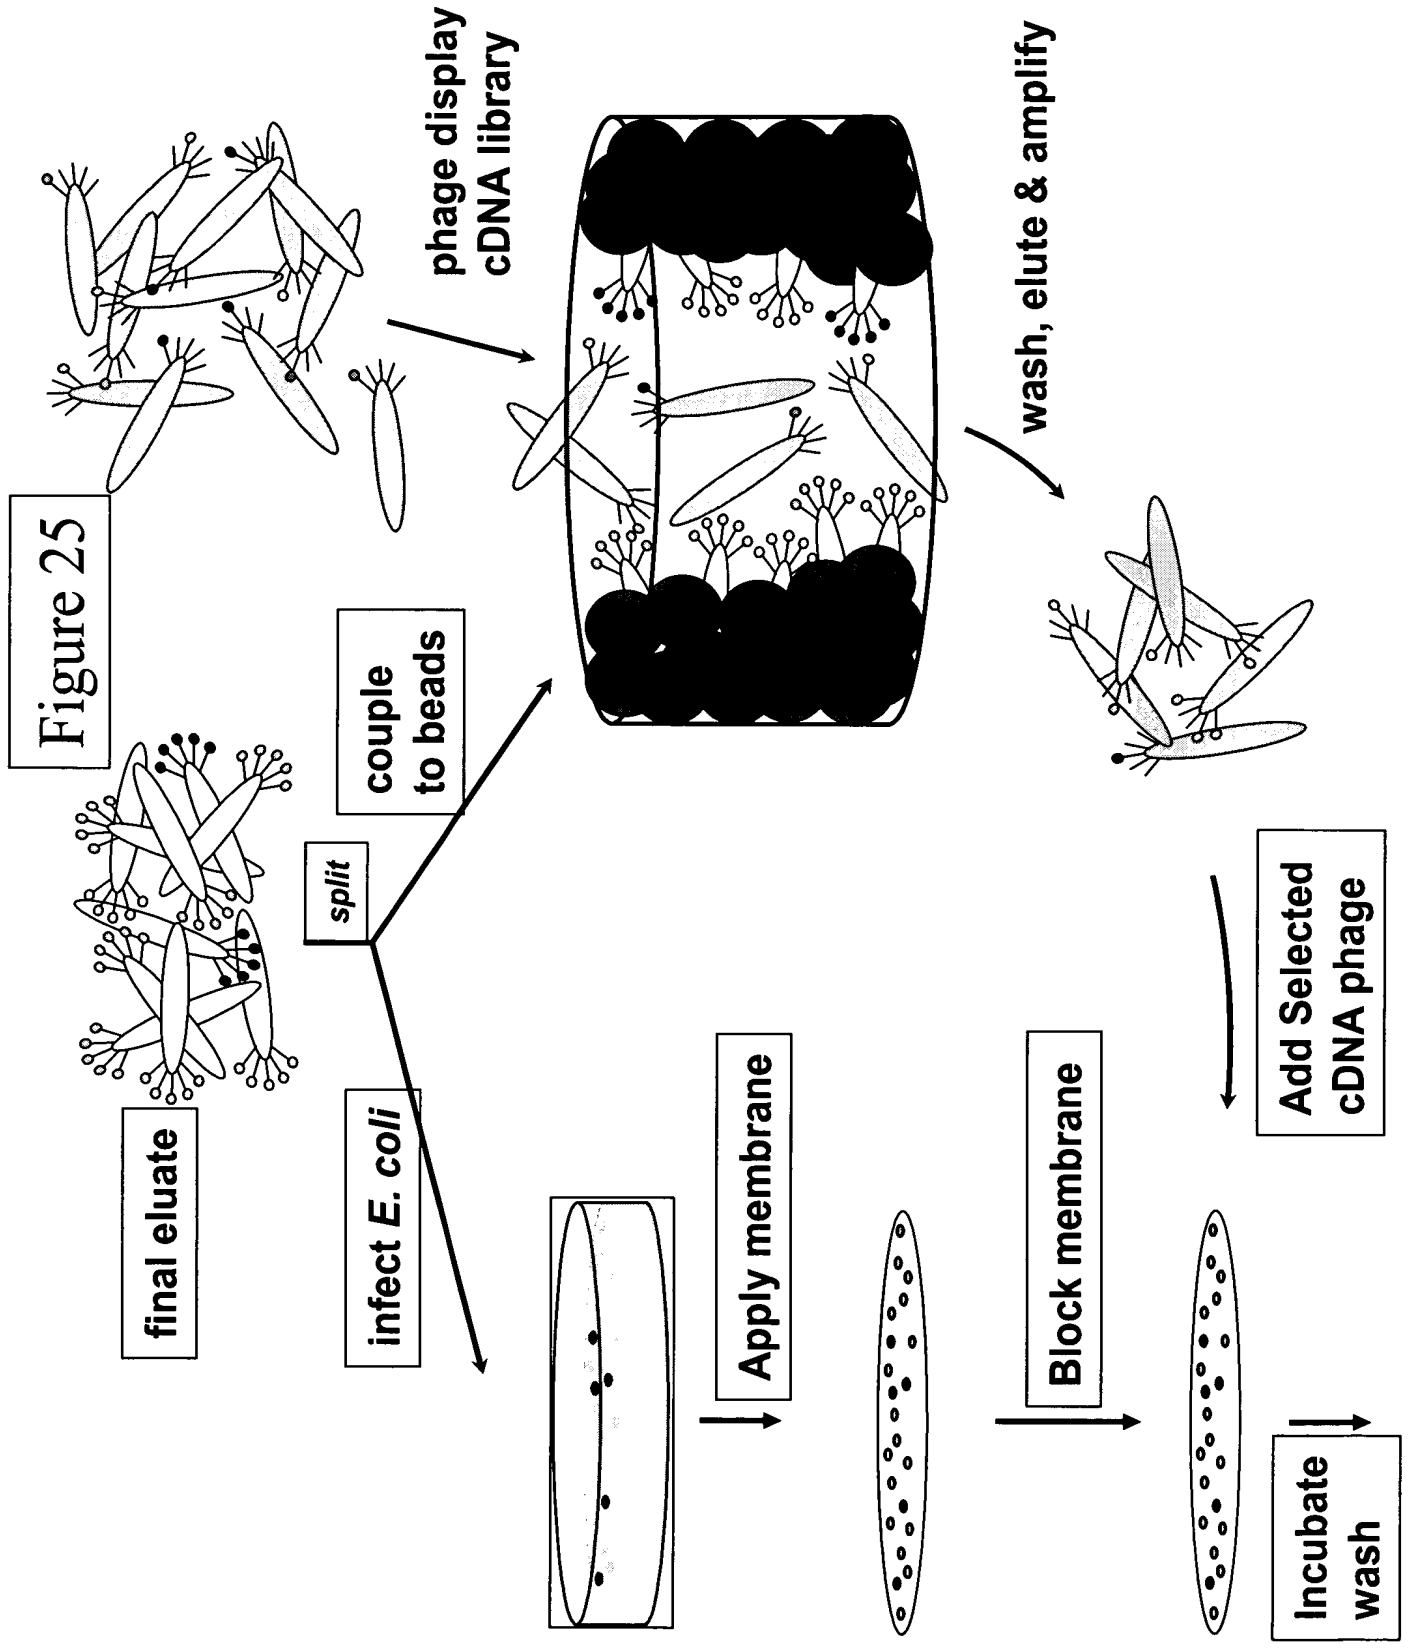 Figure 25
final eluate
split
infect E. coli
couple
to beads
phage display
cDNA library
Apply membrane
wash, elute & amplify
Block membrane
Add Selected
cDNA phage
Incubate
wash